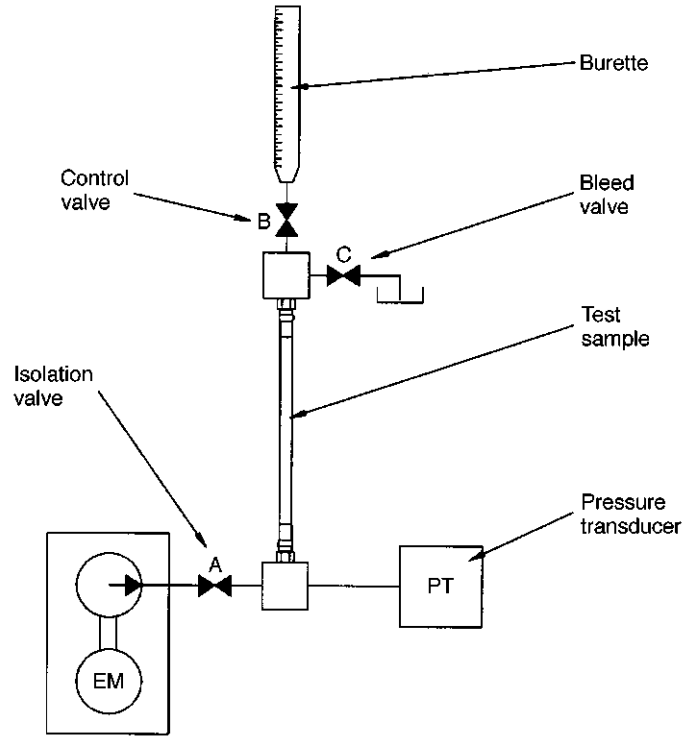 Burette
Control
valve
B
Bleed
valve
C
Test
sample
Isolation
valve
A
Pressure
transducer
PT
EM